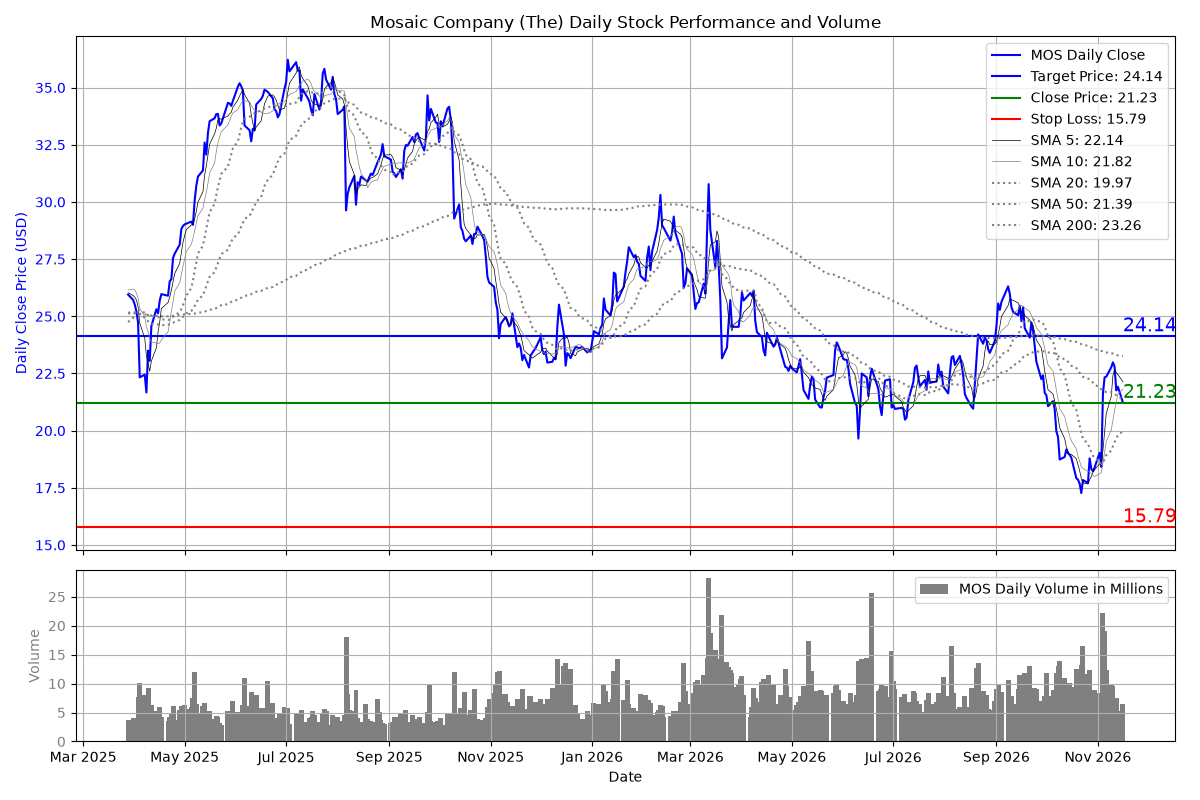 Mosaic Company (The) Daily Stock Performance and Volume
Daily Close Price (USD)
35.0
32.5
30.0
27.5
25.0
22.5
20.0
17.5
15.0
MOS Daily Close
Target Price: 24.14
Close Price: 21.23
Stop Loss: 15.79
SMA 5: 22.14
SMA 10: 21.82
SMA 20: 19.97
SMA 50: 21.39
SMA 200: 23.26
24.14
21.23
15.79
Volume
25
20
15
10
5
0
MOS Daily Volume in Millions
Mar 2025
May 2025
Jul 2025
Sep 2025
Nov 2025
Jan 2026
Mar 2026
May 2026
Jul 2026
Sep 2026
Nov 2026
Date